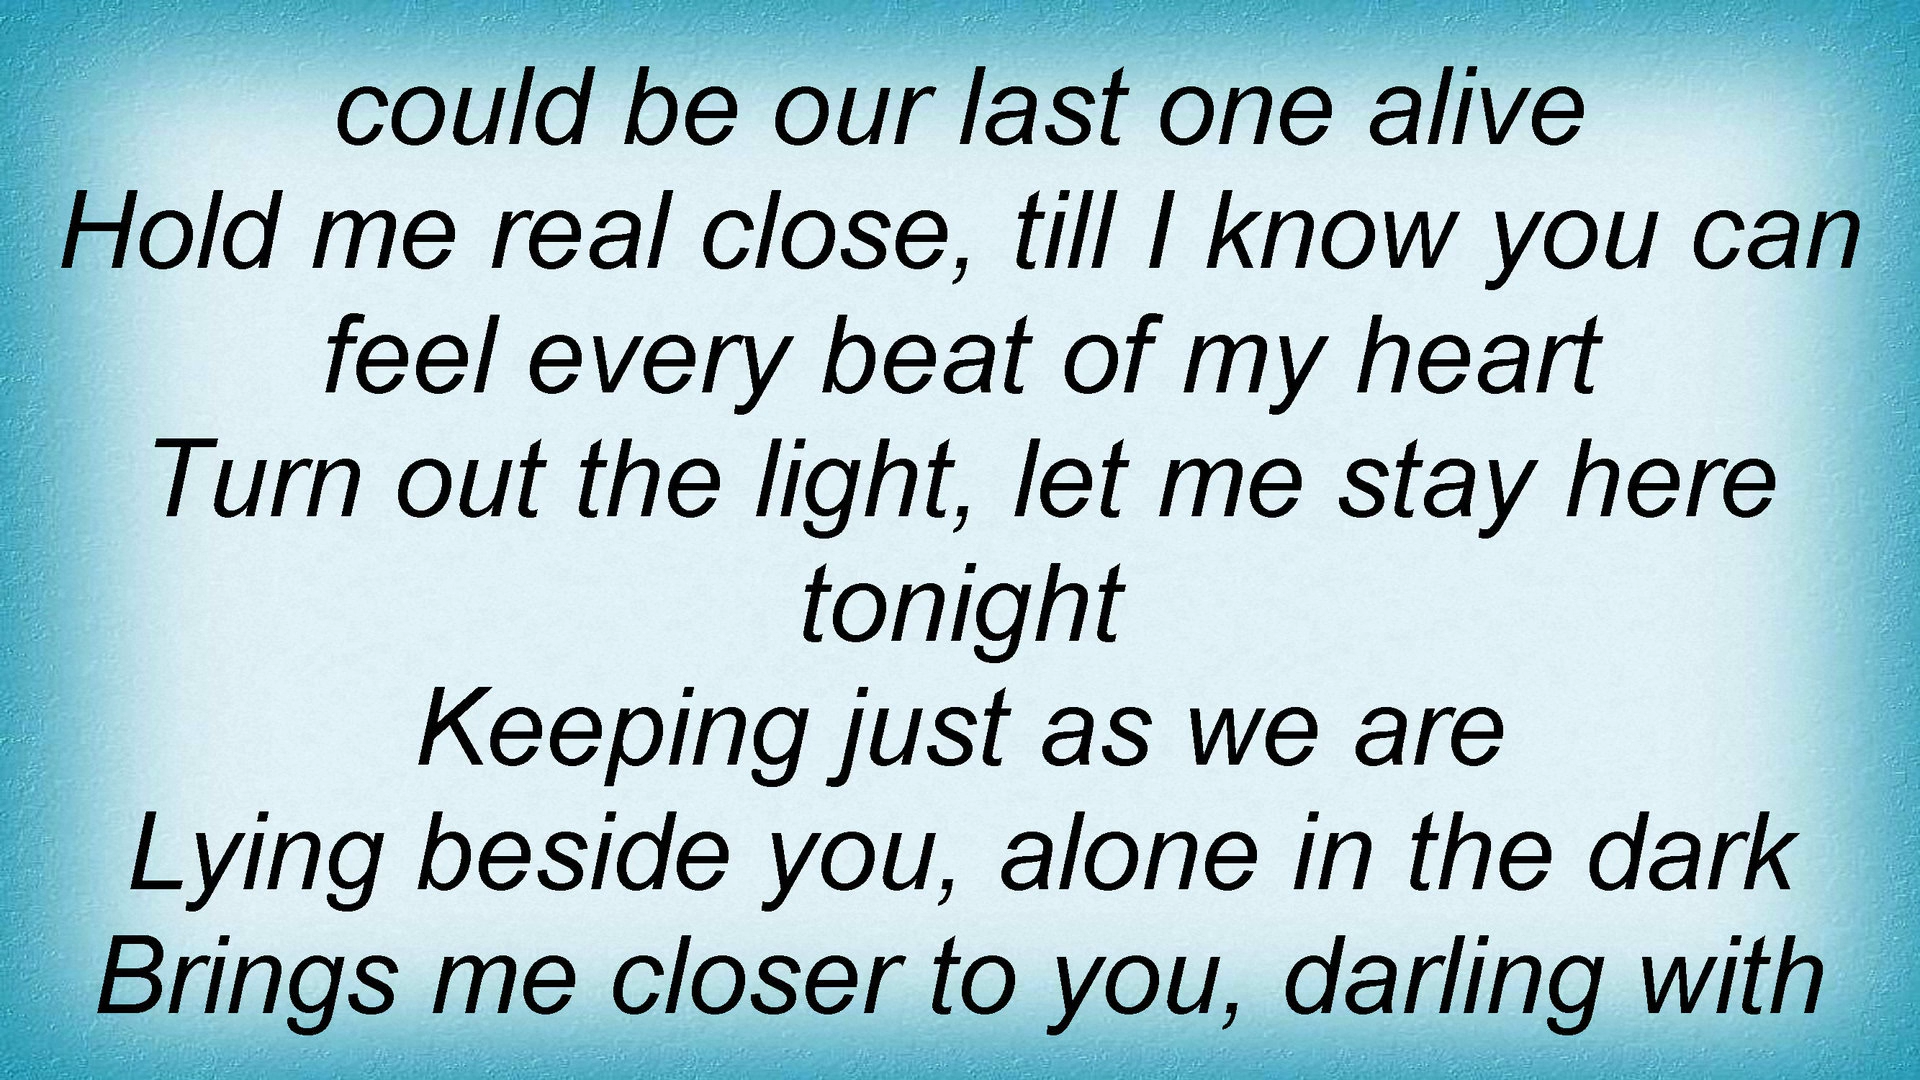 could be our last one alive
Hold me real close, till I know you can
feel every beat of my heart
Turn out the light, let me stay here
tonight
Keeping just as we are
Lying beside you, alone in the dark
Brings me closer to you, darling with